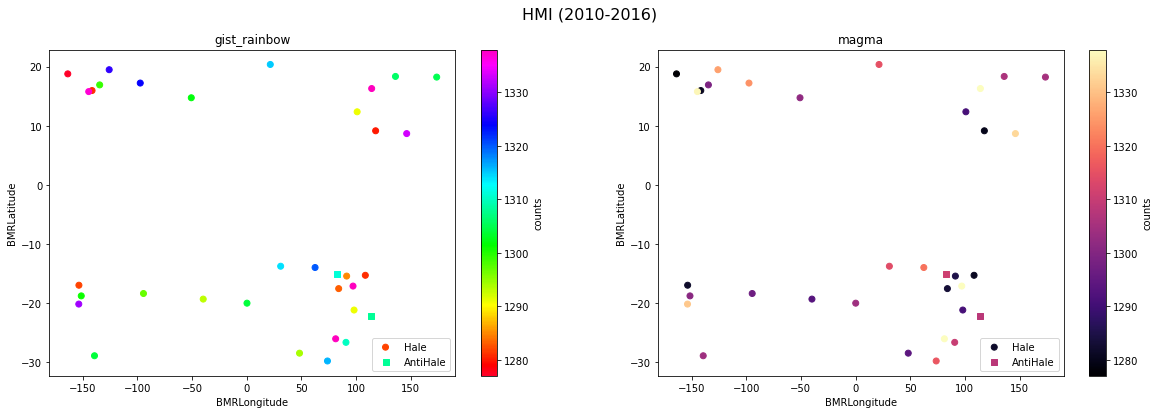 HMI (2010-2016)
gist_rainbow
20
10
0
−10
−20
−30
BMRLatitude
−150
−100
−50
0
50
100
150
BMRLongitude
Hale
AntiHale
1330
1320
1310
1300
1290
1280
counts
magma
20
10
0
−10
−20
−30
BMRLatitude
−150
−100
−50
0
50
100
150
BMRLongitude
Hale
AntiHale
1330
1320
1310
1300
1290
1280
counts